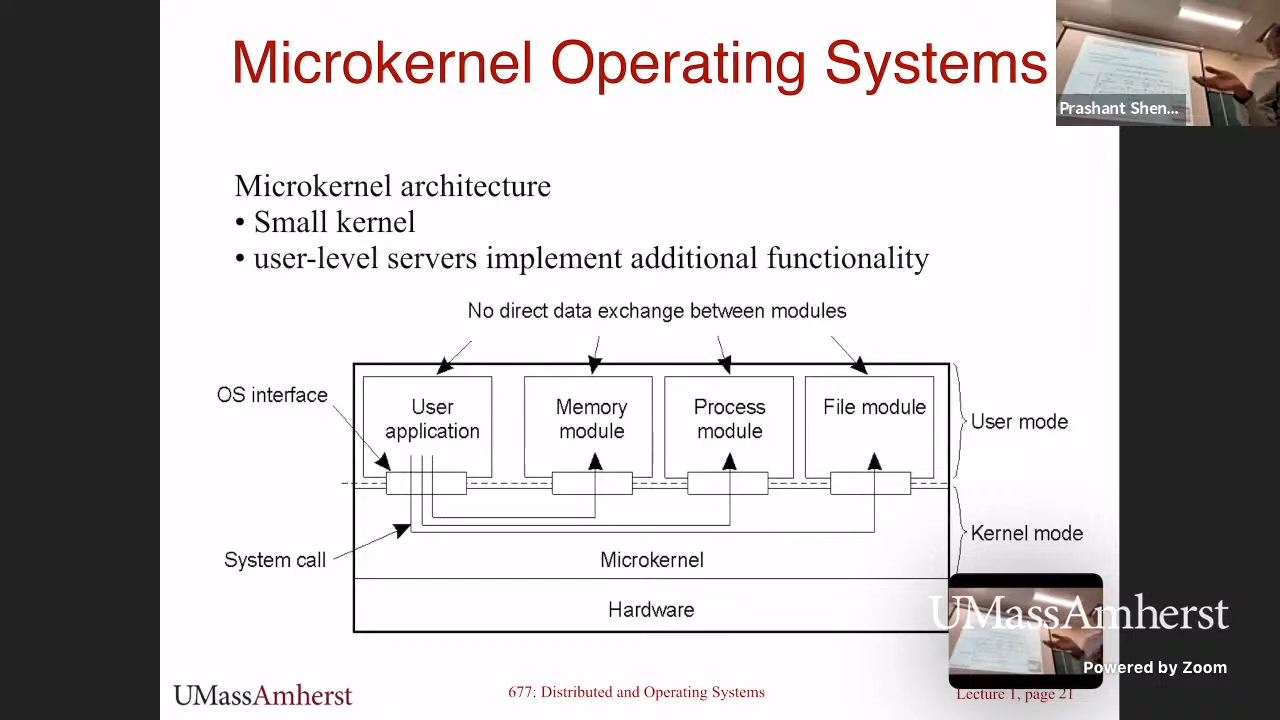 Microkernel Operating Systems
Prashant Shen...
Microkernel architecture
• Small kernel
• user-level servers implement additional functionality
No direct data exchange between modules
OS interface
User
application
Memory
module
Process
module
File module
User mode
System call
Microkernel
Kernel mode
Hardware
UMassAmherst
Powered by Zoom
UMassAmherst
677: Distributed and Operating Systems
Lecture 1, page 21